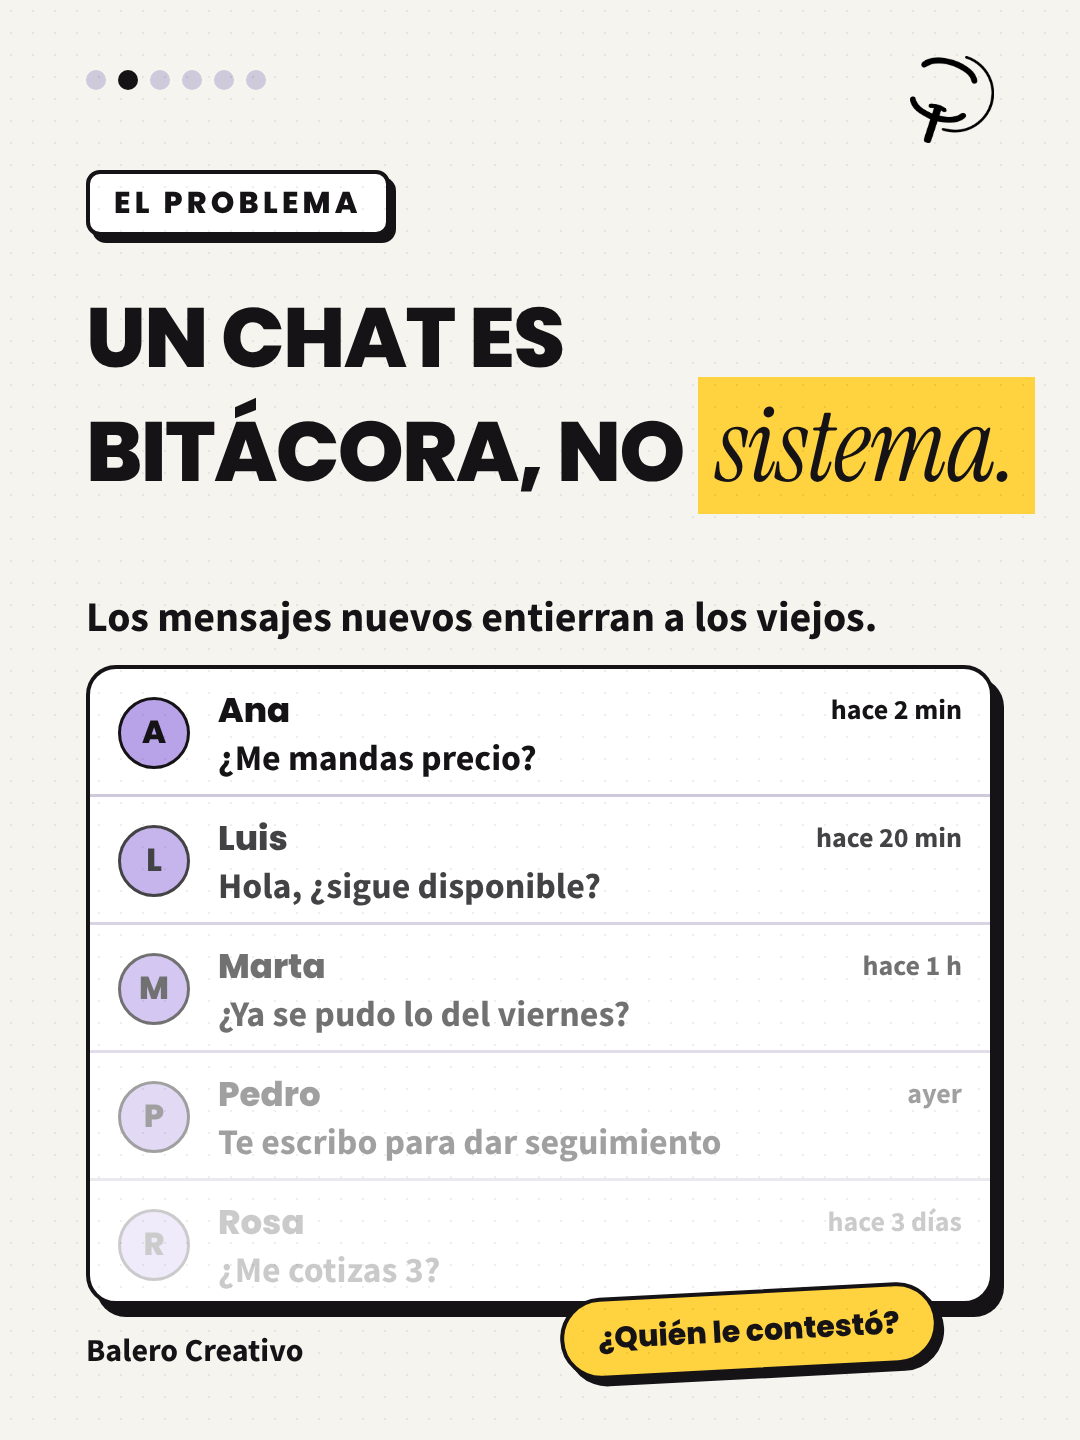 EL PROBLEMA
UN CHAT ES
BITÁCORA, NO sistema.
Los mensajes nuevos entierran a los viejos.
A
Ana
hace 2 min
¿Me mandas precio?
L
Luis
hace 20 min
Hola, ¿sigue disponible?
M
Marta
hace 1 h
¿Ya se pudo lo del viernes?
P
Pedro
ayer
Te escribo para dar seguimiento
R
Rosa
hace 3 días
¿Me cotizas 3?
¿Quién le contestó?
Balero Creativo